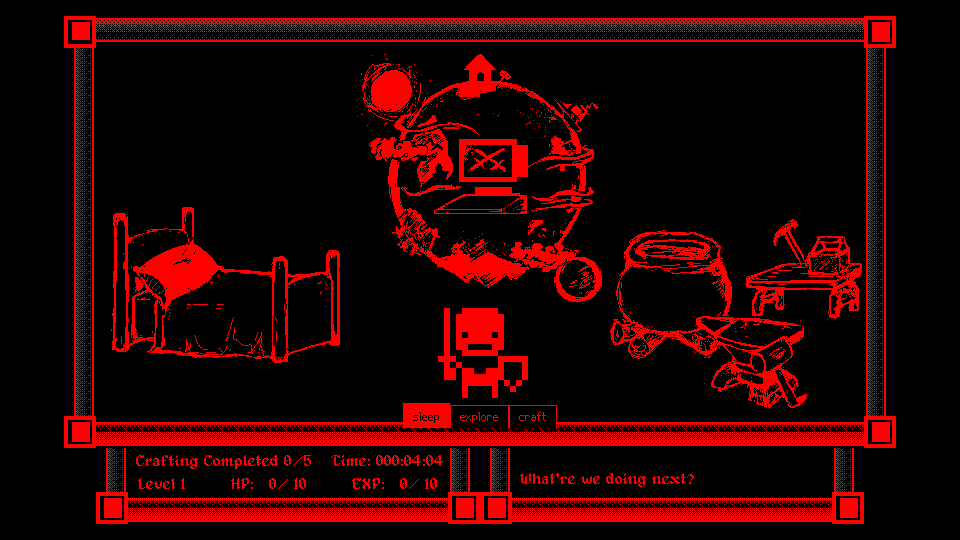 sleep explore craft
Crafting Completed 0/5 Time: 000:04:04
Level 1 HP: 0/ 10 EXP: 0/ 10
What're we doing next?